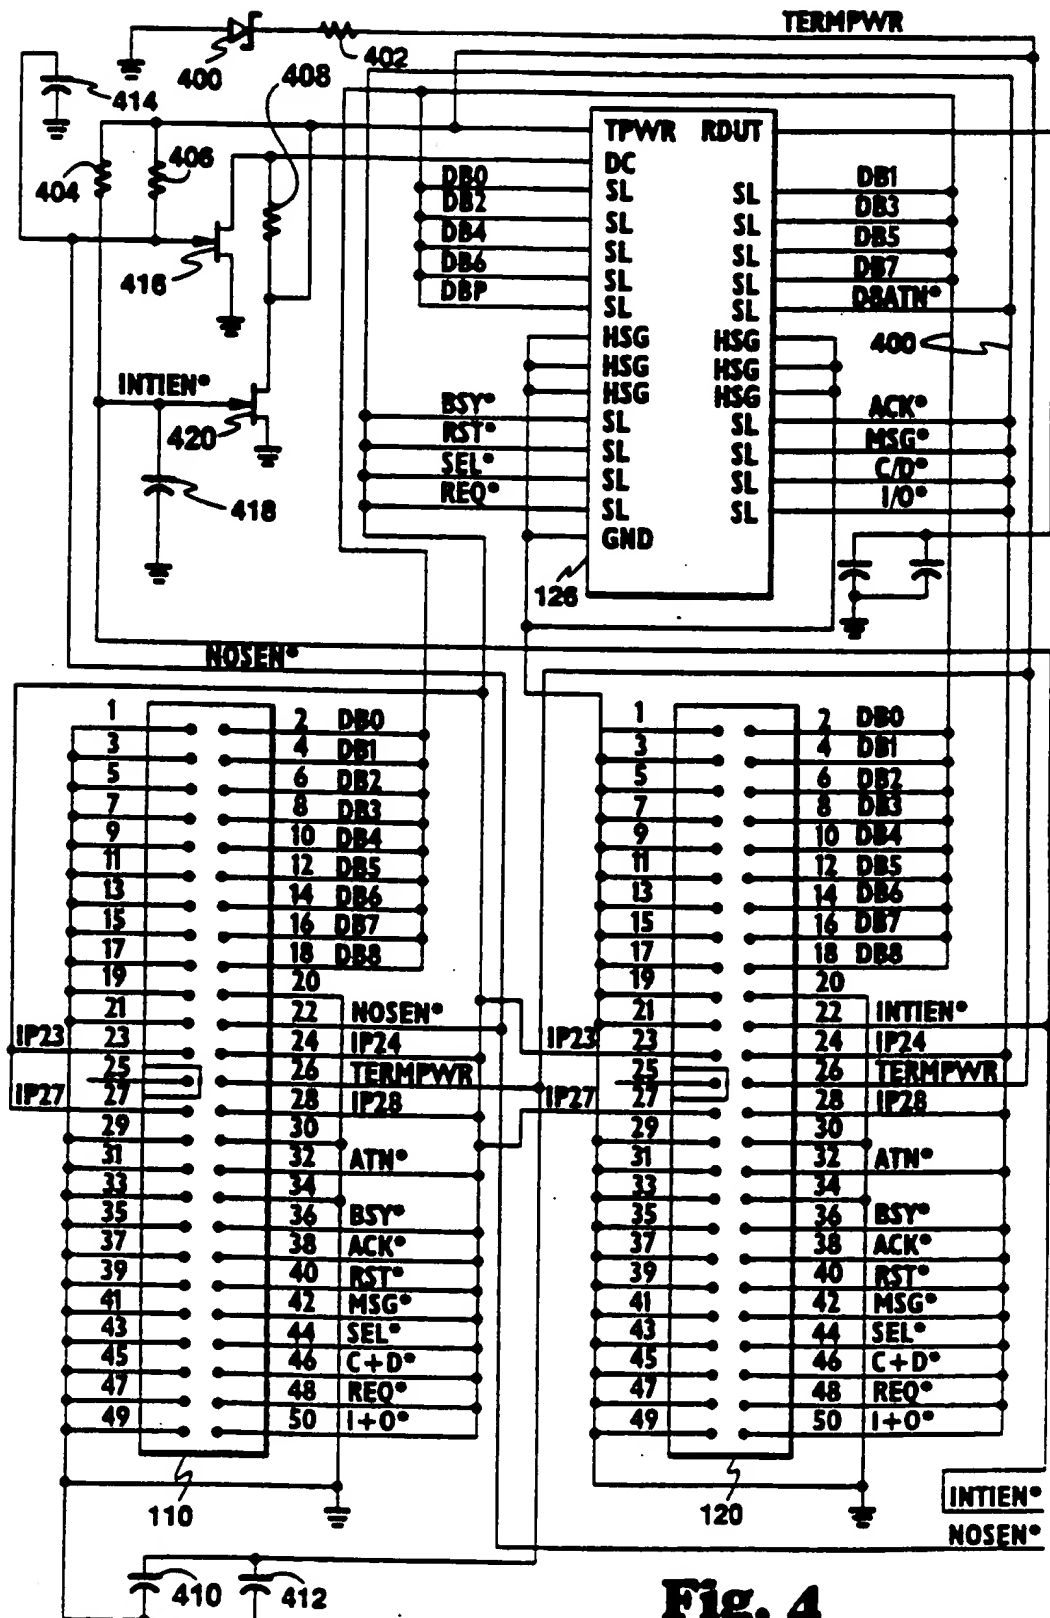 TERMPWR
400
402
408
414
404
406
TPWR RDUT
DC
DB0 SL SL DB1
DB2 SL SL DB3
DB4 SL SL DB5
DB6 SL SL DB7
DBP SL SL DBATN*
416
HSG HSG
HSG HSG
HSG HSG
400
INTIEN*
420
BSY* SL SL ACK*
RST* SL SL MSG*
SEL* SL SL C/D*
REQ* SL SL I/O*
GND
418
126
NOSEN*
1 2 DB0 1 2 DB0
3 4 DB1 3 4 DB1
5 6 DB2 5 6 DB2
7 8 DB3 7 8 DB3
9 10 DB4 9 10 DB4
11 12 DB5 11 12 DB5
13 14 DB6 13 14 DB6
15 16 DB7 15 16 DB7
17 18 DB8 17 18 DB8
19 20 19 20
21 22 NOSEN* 21 22 INTIEN*
IP23 23 24 IP24 IP23 23 24 IP24
25 26 TERMPWR 25 26 TERMPWR
IP27 27 28 IP28 IP27 27 28 IP28
29 30 29 30
31 32 ATN* 31 32 ATN*
33 34 33 34
35 36 BSY* 35 36 BSY*
37 38 ACK* 37 38 ACK*
39 40 RST* 39 40 RST*
41 42 MSG* 41 42 MSG*
43 44 SEL* 43 44 SEL*
45 46 C+D* 45 46 C+D*
47 48 REQ* 47 48 REQ*
49 50 I+O* 49 50 I+O*
110
120
INTIEN*
NOSEN*
410
412
Fig. 4